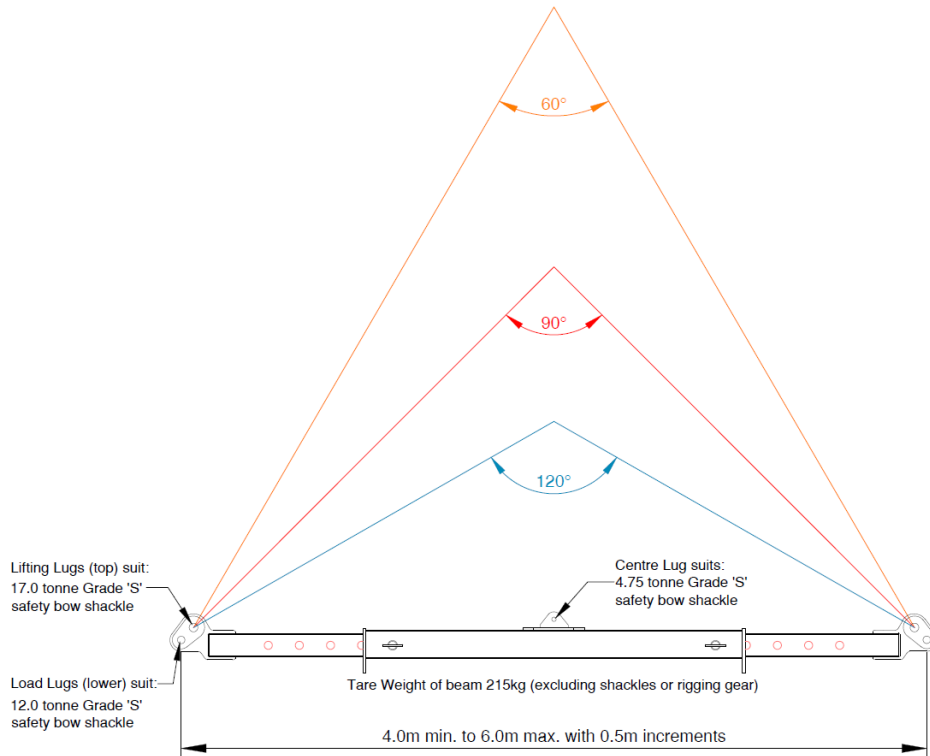 60°
90°
120°
Lifting Lugs (top) suit:
17.0 tonne Grade 'S'
safety bow shackle
Centre Lug suits:
4.75 tonne Grade 'S'
safety bow shackle
Load Lugs (lower) suit:
12.0 tonne Grade 'S'
safety bow shackle
Tare Weight of beam 215kg (excluding shackles or rigging gear)
4.0m min. to 6.0m max. with 0.5m increments